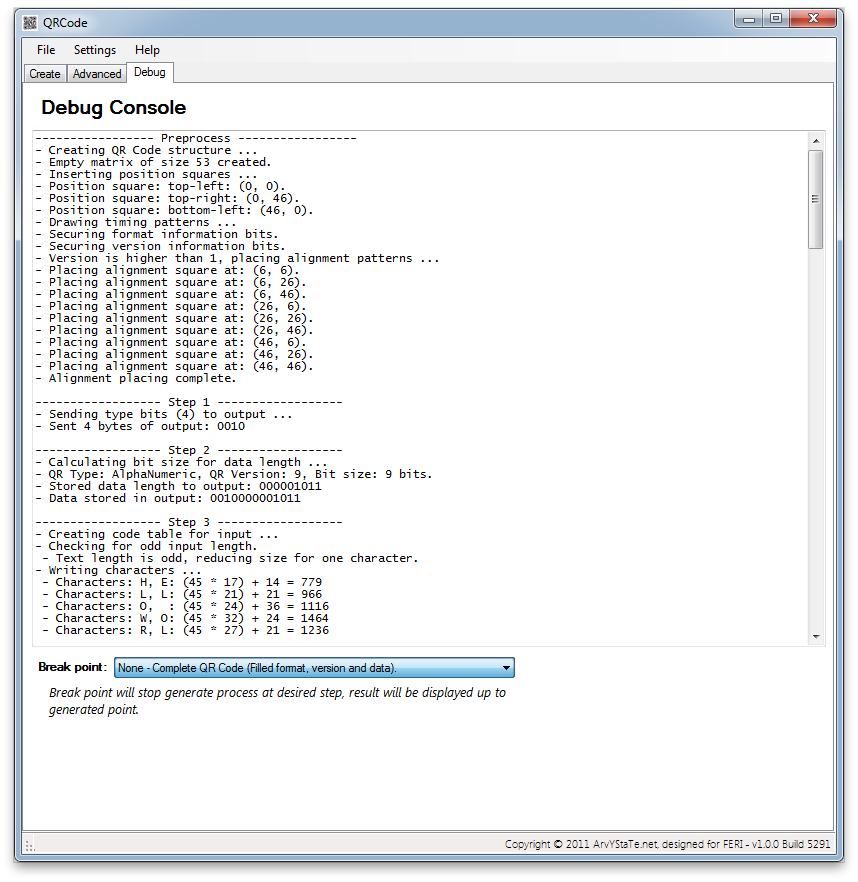 QRCode
File Settings Help
Create Advanced Debug
Debug Console
----------------- Preprocess -----------------
- Creating QR Code structure ...
- Empty matrix of size 53 created.
- Inserting position squares ...
- Position square: top-left: (0, 0).
- Position square: top-right: (0, 46).
- Position square: bottom-left: (46, 0).
- Drawing timing patterns ...
- Securing format information bits.
- Securing version information bits.
- Version is higher than 1, placing alignment patterns ...
- Placing alignment square at: (6, 6).
- Placing alignment square at: (6, 26).
- Placing alignment square at: (6, 46).
- Placing alignment square at: (26, 6).
- Placing alignment square at: (26, 26).
- Placing alignment square at: (26, 46).
- Placing alignment square at: (46, 6).
- Placing alignment square at: (46, 26).
- Placing alignment square at: (46, 46).
- Alignment placing complete.
------------------ Step 1 ------------------
- Sending type bits (4) to output ...
- Sent 4 bytes of output: 0010
------------------ Step 2 ------------------
- Calculating bit size for data length ...
- QR Type: AlphaNumeric, QR Version: 9, Bit size: 9 bits.
- Stored data length to output: 000001011
- Data stored in output: 0010000001011
------------------ Step 3 ------------------
- Creating code table for input ...
- Checking for odd input length.
- Text length is odd, reducing size for one character.
- Writing characters ...
- Characters: H, E: (45 * 17) + 14 = 779
- Characters: L, L: (45 * 21) + 21 = 966
- Characters: O,  : (45 * 24) + 36 = 1116
- Characters: W, O: (45 * 32) + 24 = 1464
- Characters: R, L: (45 * 27) + 21 = 1236
Break point: None - Complete QR Code (Filled format, version and data).
Break point will stop generate process at desired step, result will be displayed up to
generated point.
Copyright © 2011 ArvYStaTe.net, designed for FERI - v1.0.0 Build 5291